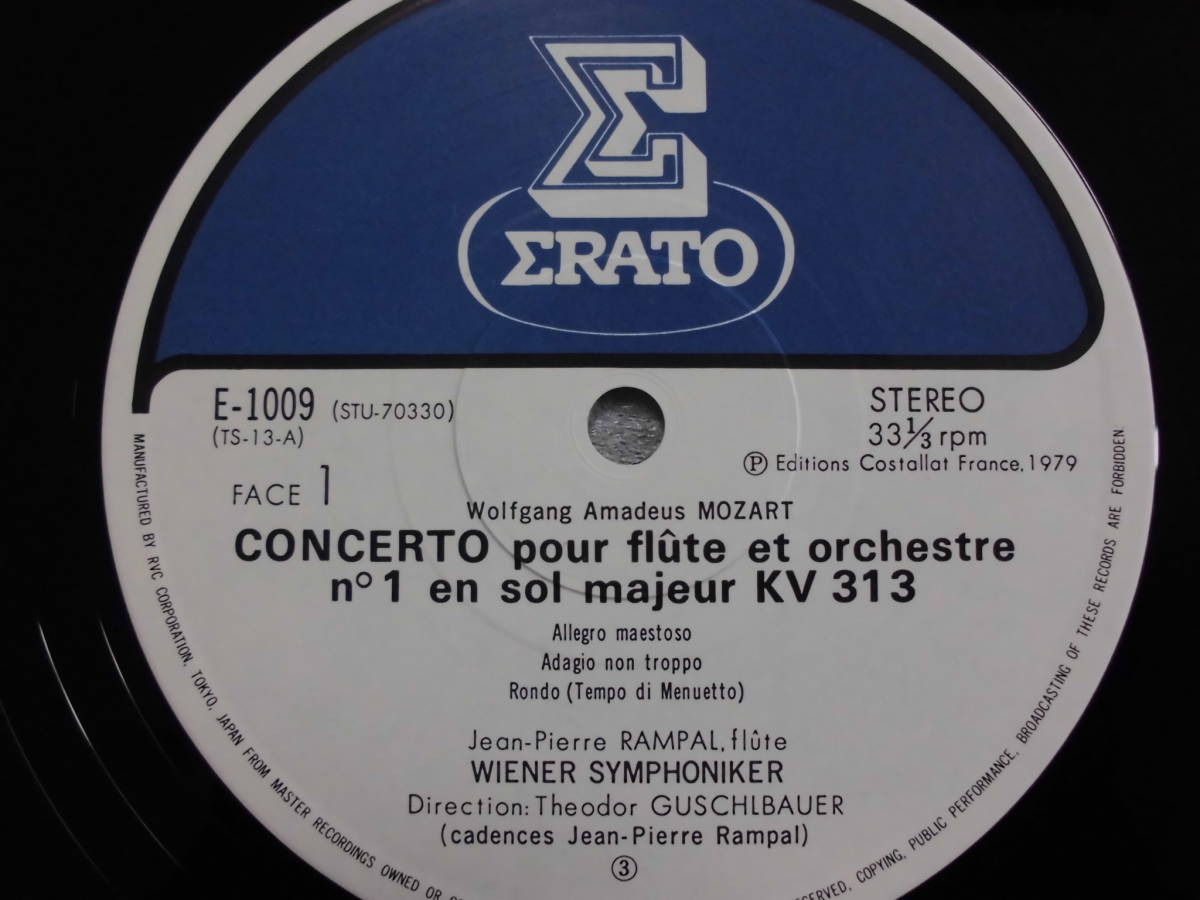 Σ
ΣRATO
E-1009 (STU-70330)
(TS-13-A)
FACE 1
STEREO
33 1/3 rpm
Ⓟ Editions Costallat France, 1979
Wolfgang Amadeus MOZART
CONCERTO pour flûte et orchestre
nº 1 en sol majeur KV 313
Allegro maestoso
Adagio non troppo
Rondo (Tempo di Menuetto)
Jean-Pierre RAMPAL, flûte
WIENER SYMPHONIKER
Direction: Theodor GUSCHLBAUER
(cadences Jean-Pierre Rampal)
③
MANUFACTURED BY RVC CORPORATION, TOKYO, JAPAN FROM MASTER RECORDINGS OWNED OR
COPYING, PUBLIC PERFORMANCE, BROADCASTING OF THESE RECORDS ARE FORBIDDEN.